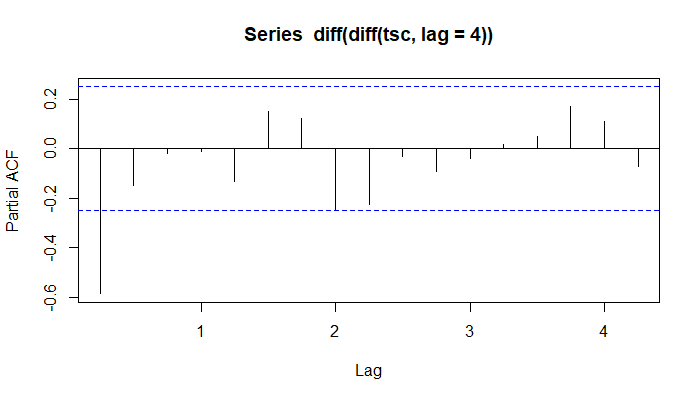 Series diff(diff(tsc, lag = 4))
Partial ACF
0.2
0.0
-0.2
-0.4
-0.6
1 2 3 4
Lag